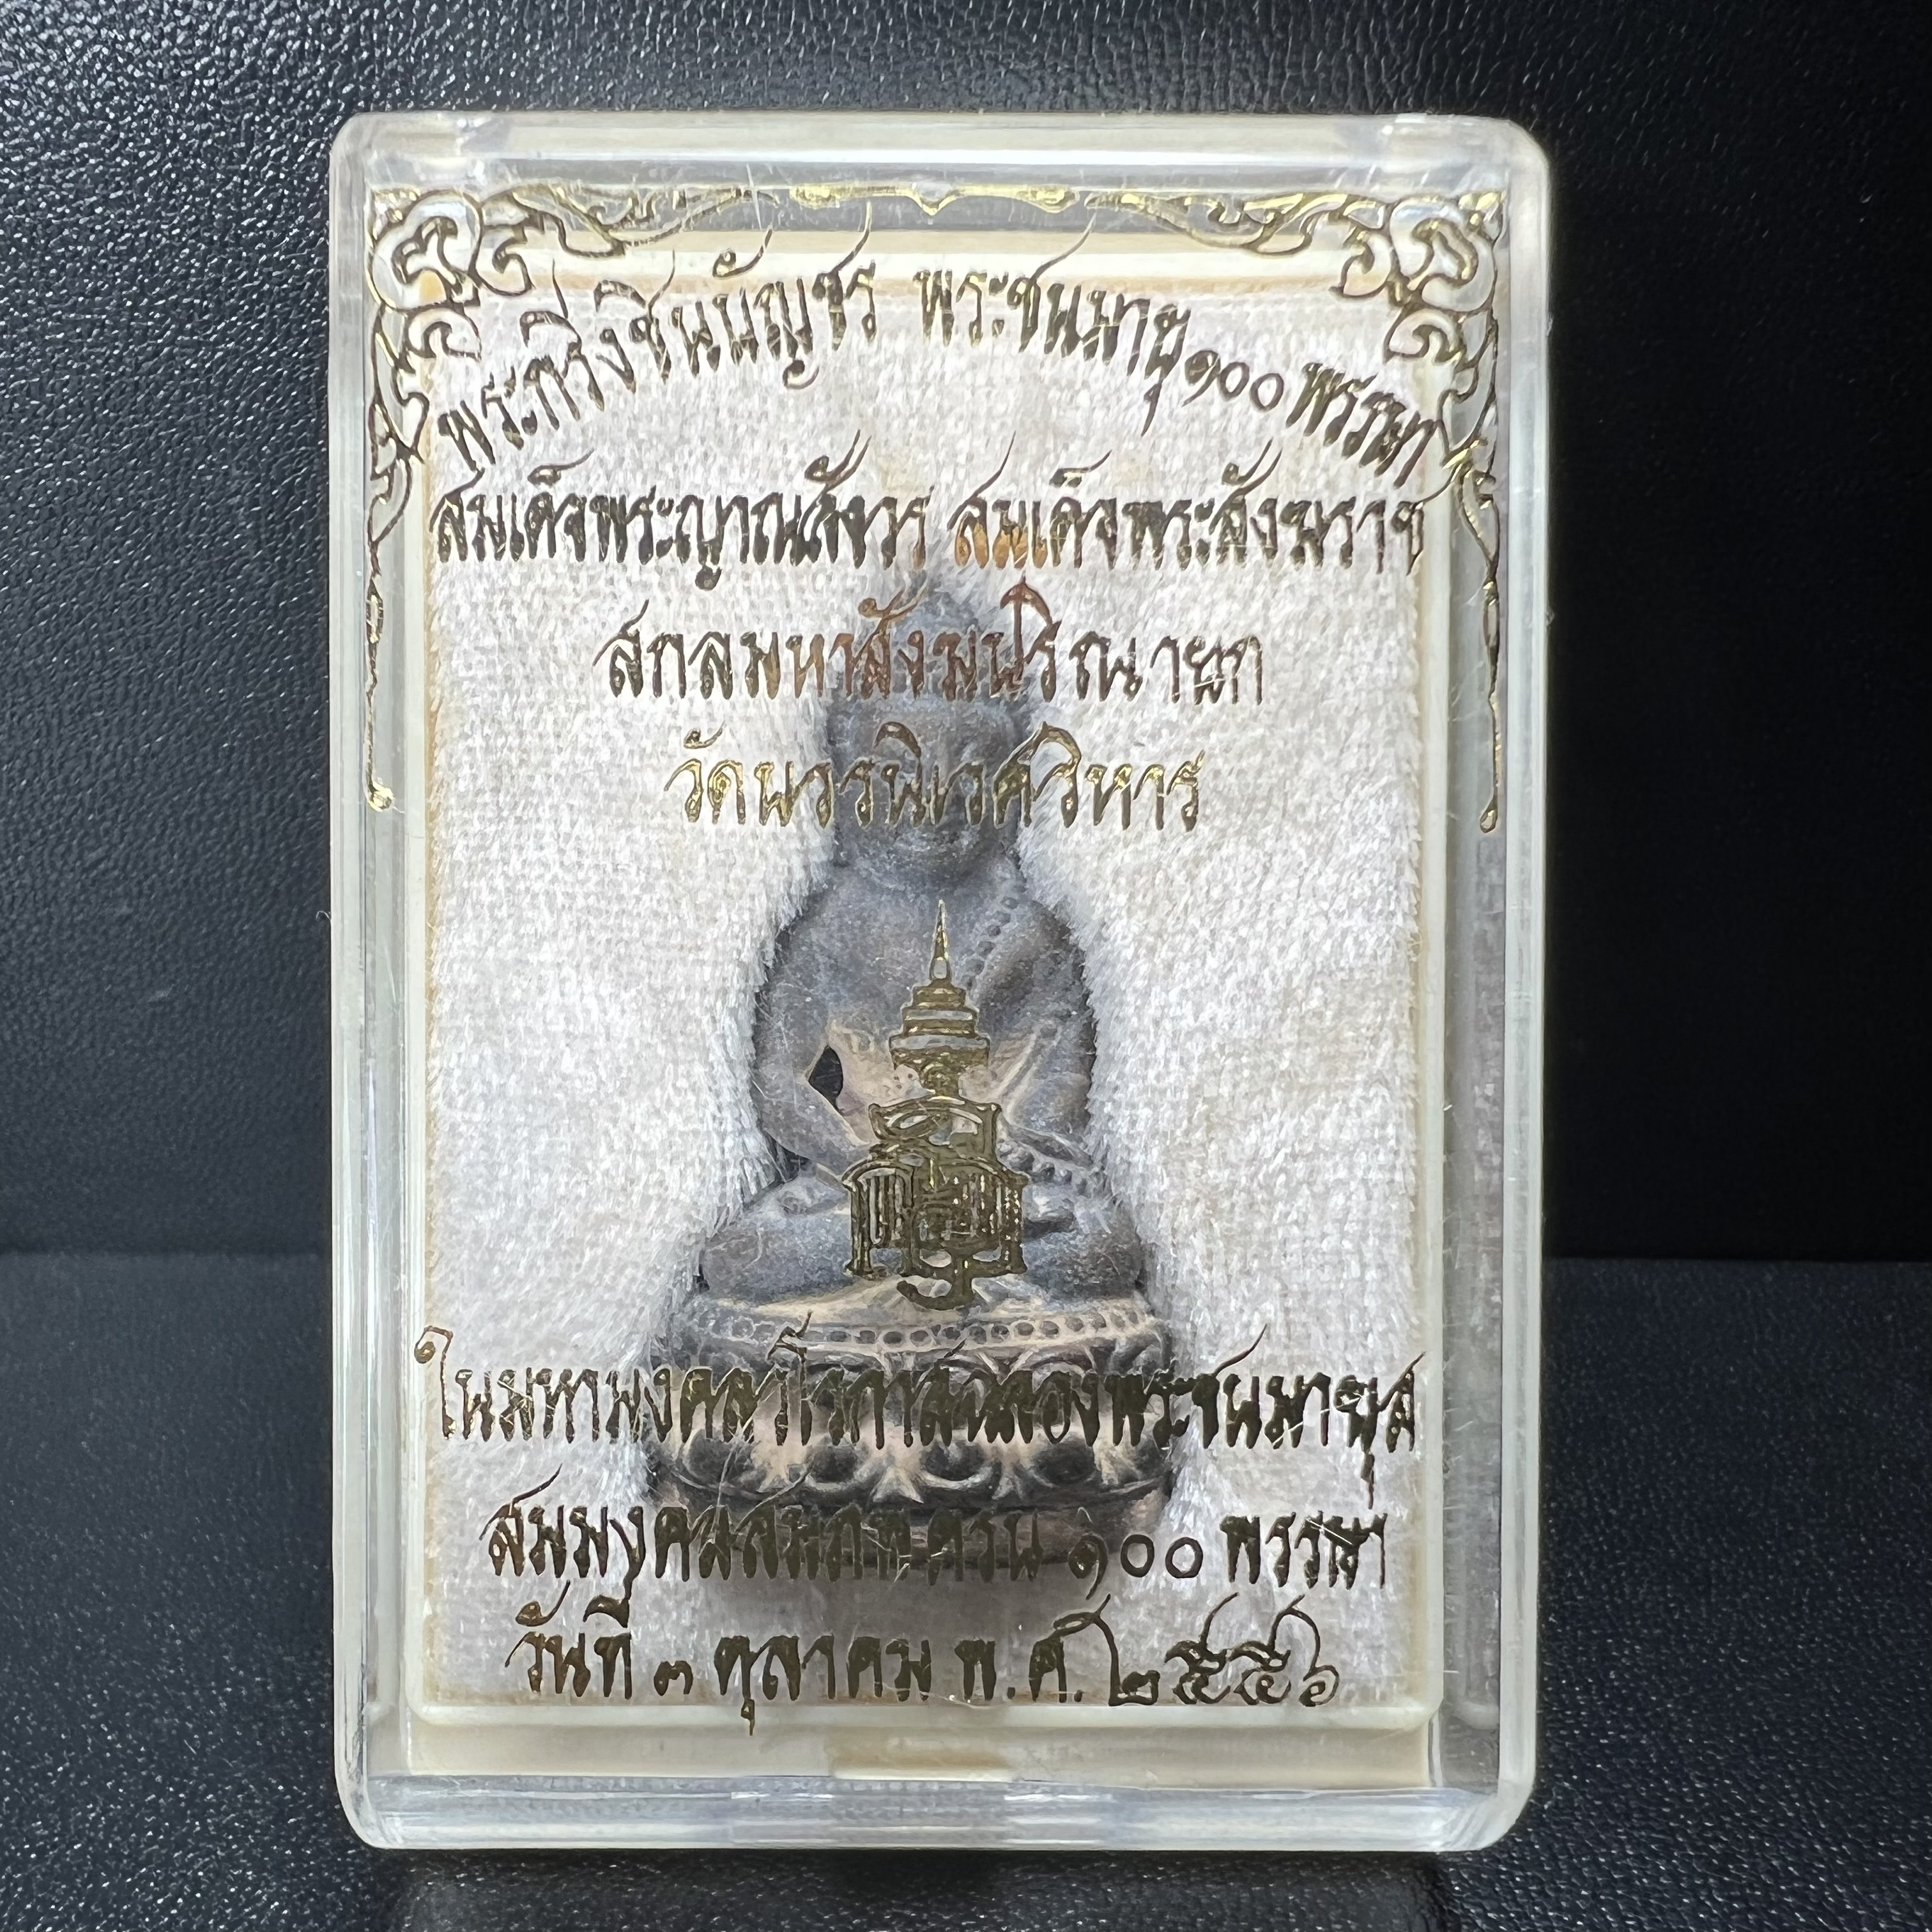 พระกริ่งชินบัญชร พระชนมายุ ๑๐๐ พรรษา
สมเด็จพระญาณสังวร สมเด็จพระสังฆราช
สกลมหาสังฆปริณายก
วัดบวรนิเวศวิหาร
ในมหามงคลวโรกาสฉลองพระชนมายุส
สมมงคล ครบ ๑๐๐ พรรษา
วันที่ ๓ ตุลาคม พ.ศ. ๒๕๕๖